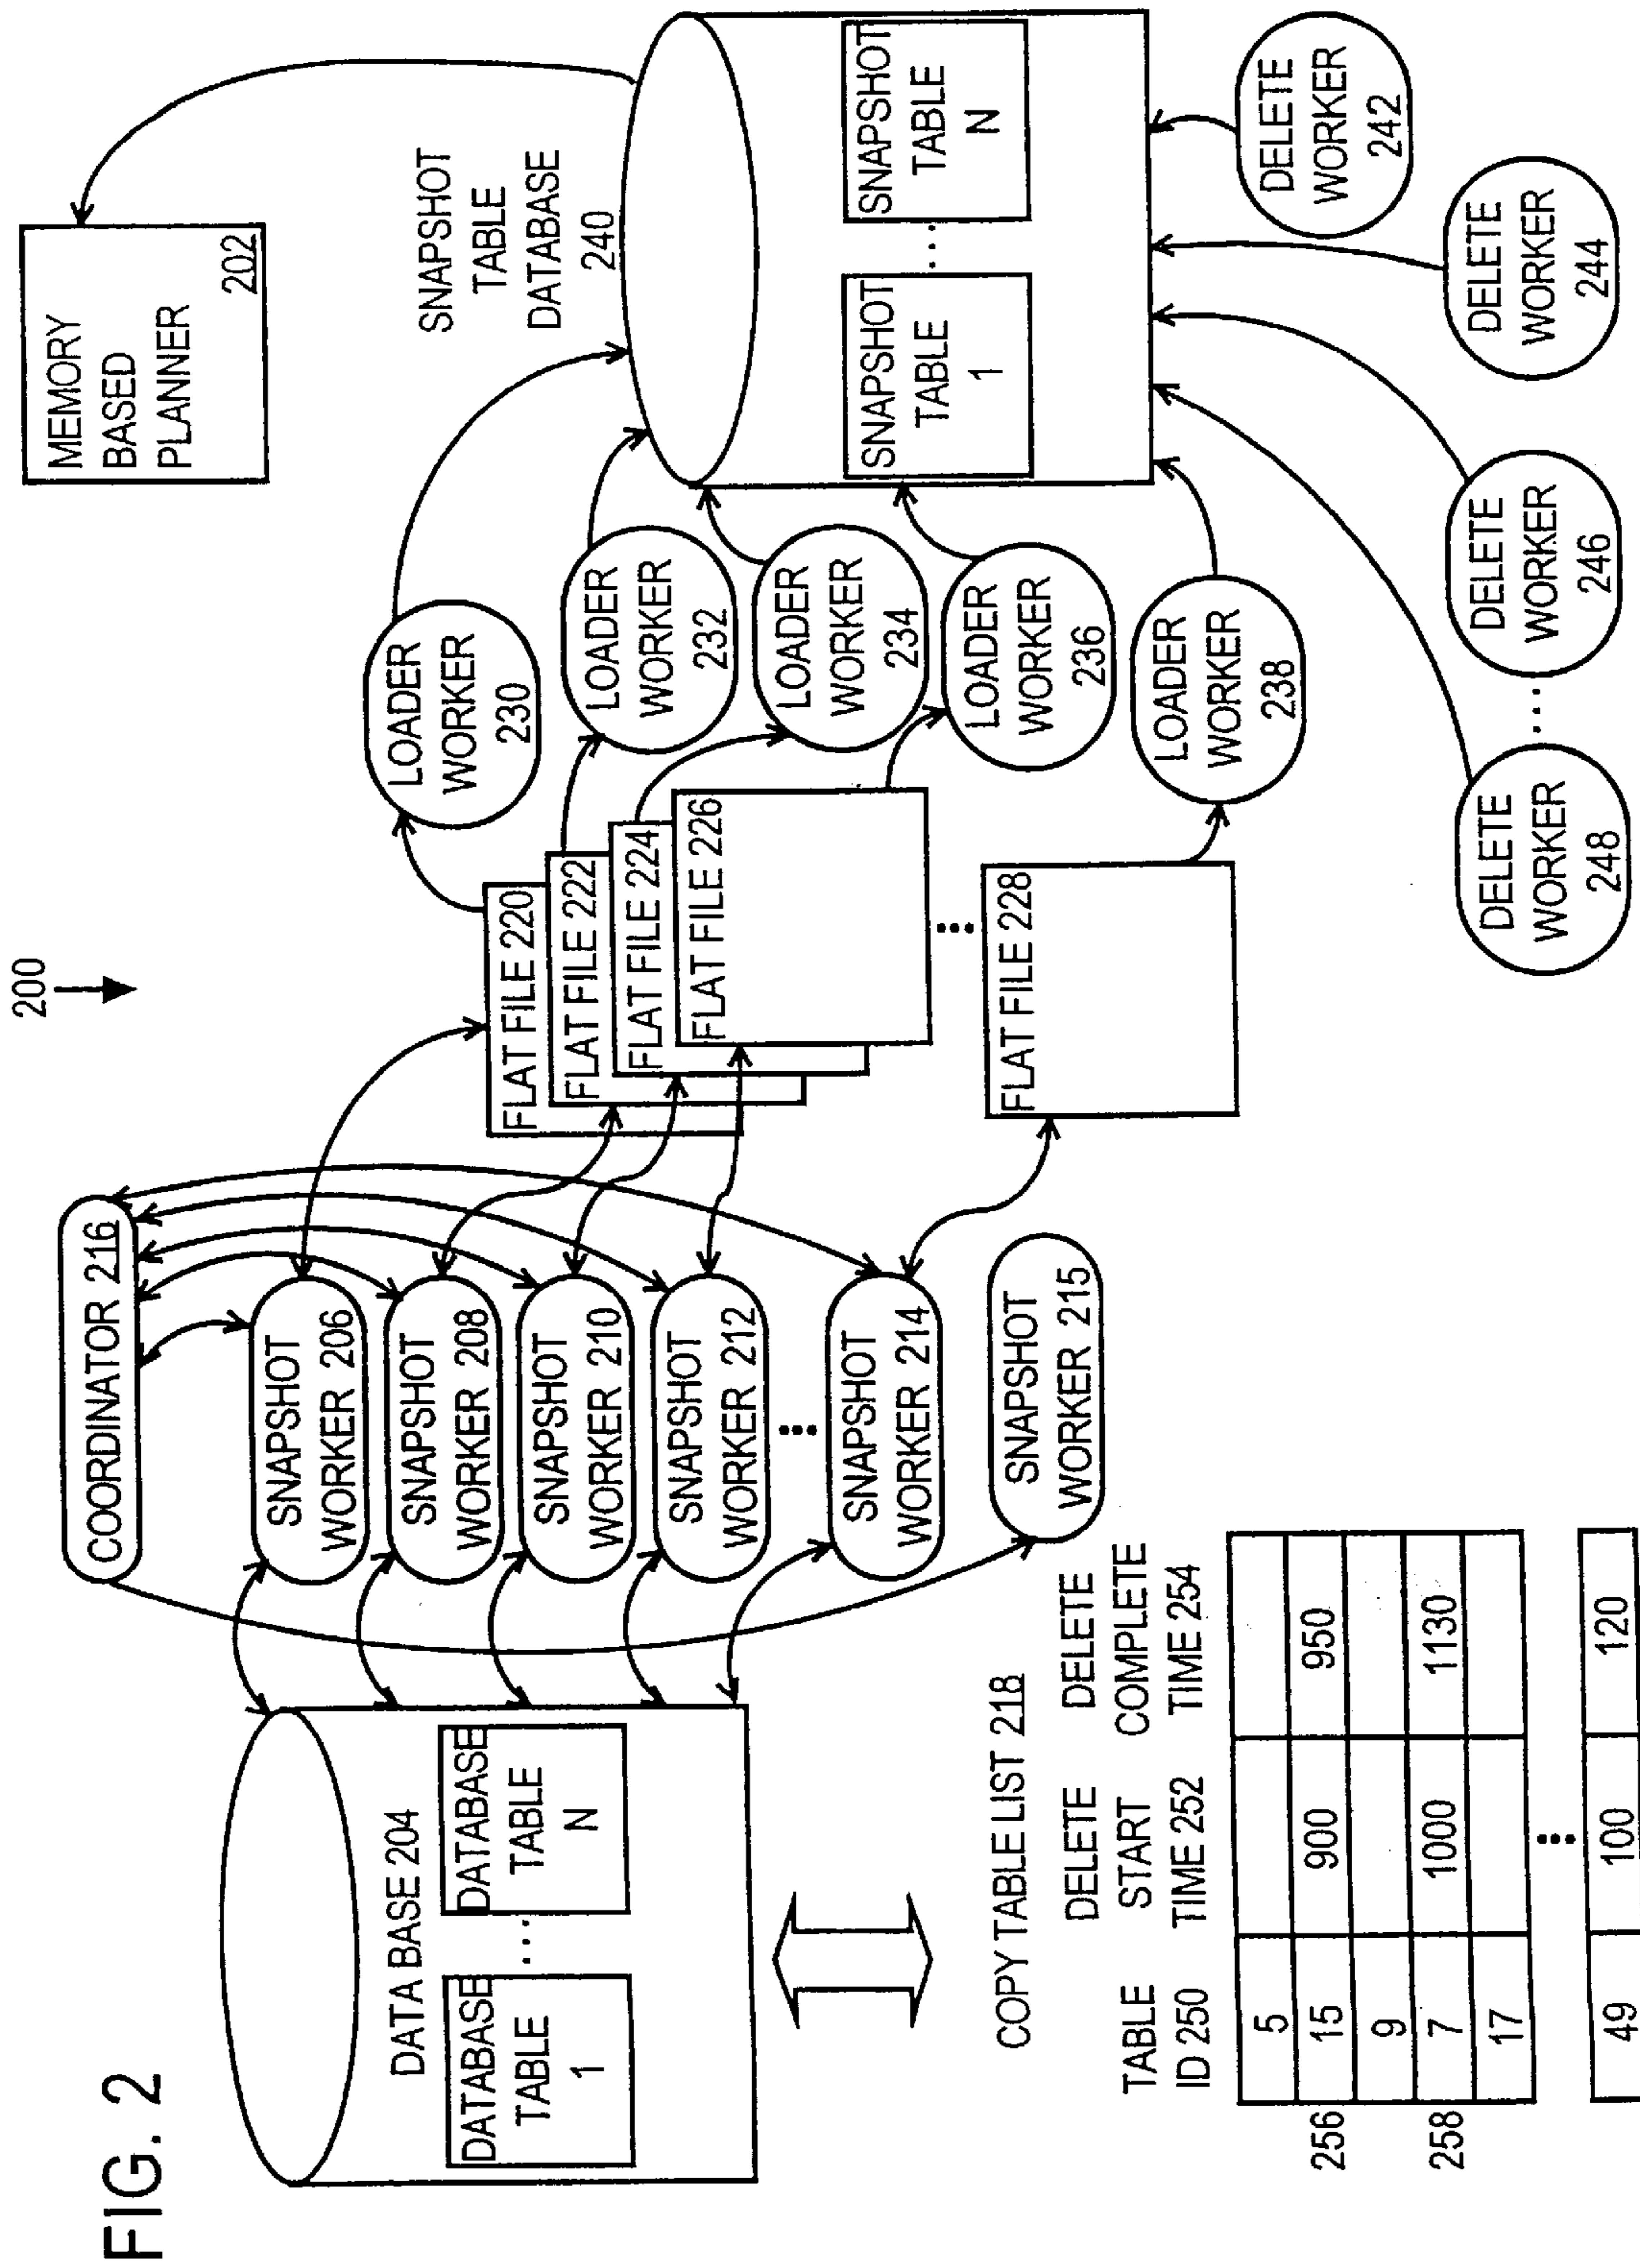 FIG. 2
200
DATA BASE 204
DATABASE
TABLE
1
....
DATABASE
TABLE
N
COORDINATOR 216
SNAPSHOT
WORKER 206
SNAPSHOT
WORKER 208
SNAPSHOT
WORKER 210
SNAPSHOT
WORKER 212
...
SNAPSHOT
WORKER 214
SNAPSHOT
WORKER 215
FLAT FILE 220
FLAT FILE 222
FLAT FILE 224
FLAT FILE 226
...
FLAT FILE 228
LOADER
WORKER
230
LOADER
WORKER
232
LOADER
WORKER
234
LOADER
WORKER
236
LOADER
WORKER
238
MEMORY
BASED
PLANNER
202
SNAPSHOT
TABLE
DATABASE
240
SNAPSHOT
TABLE
1
....
SNAPSHOT
TABLE
N
DELETE
WORKER
248
....
DELETE
WORKER
246
DELETE
WORKER
244
DELETE
WORKER
242
COPY TABLE LIST 218
TABLE
ID 250
DELETE
START
TIME 252
DELETE
COMPLETE
TIME 254
5
256 15 900 950
9
258 7 1000 1130
17
...
49 100 120